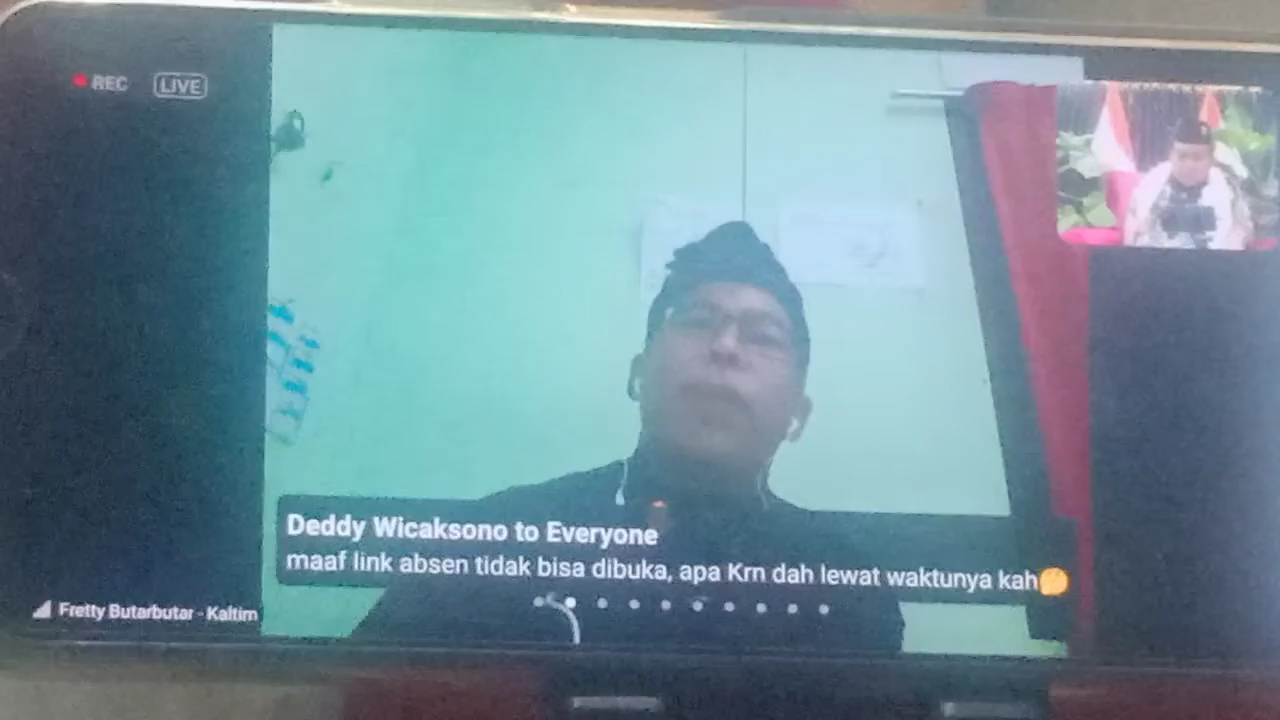 REC LIVE
Deddy Wicaksono to Everyone
maaf link absen tidak bisa dibuka, apa Krn dah lewat waktunya kah🤔
Fretty Butarbutar - Kaltim